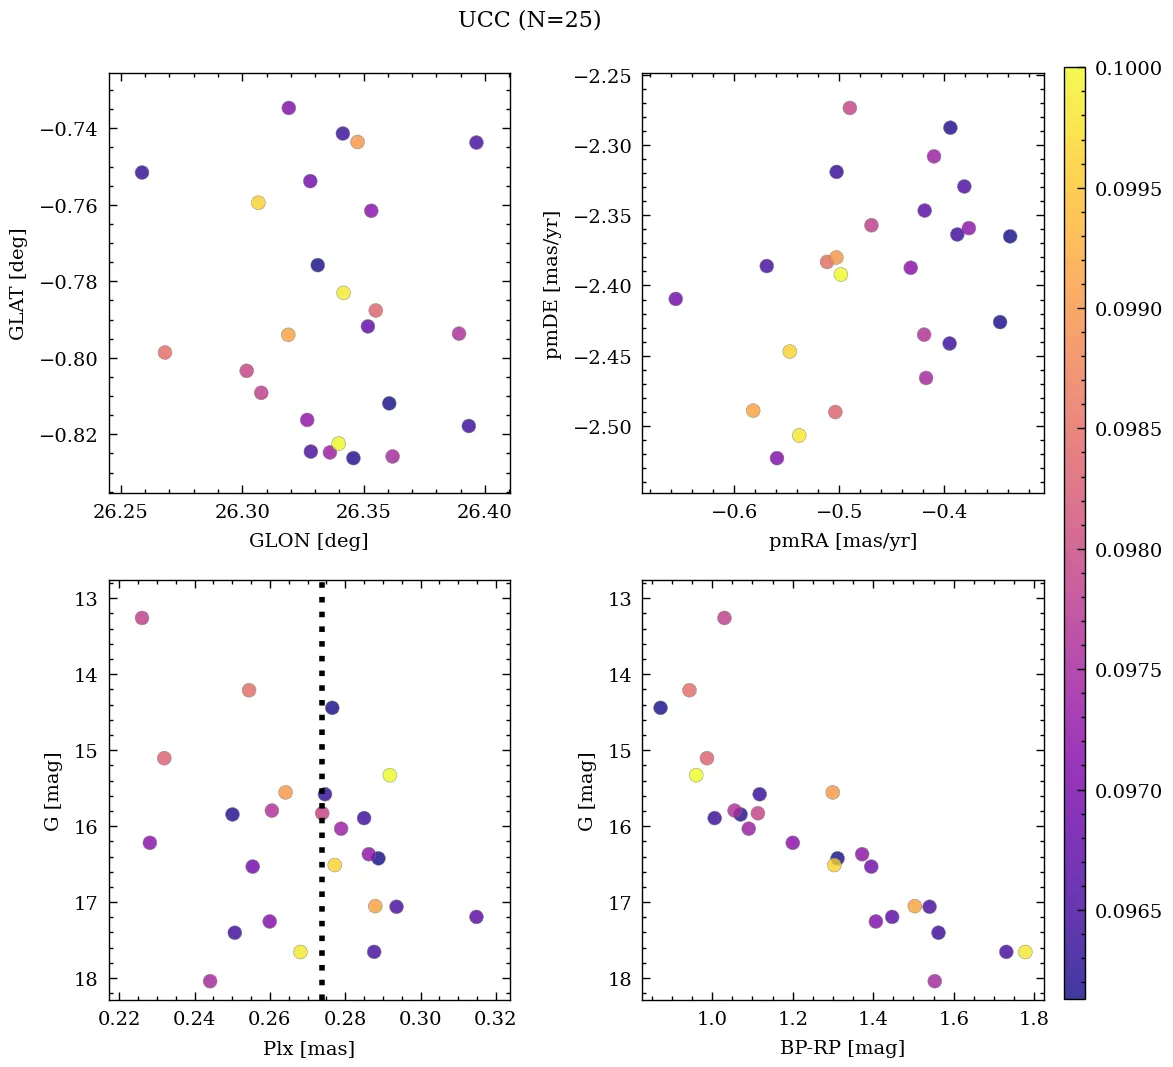 UCC (N=25)
−0.74
−0.76
−0.78
−0.80
−0.82
GLAT [deg]
26.25 26.30 26.35 26.40
GLON [deg]
−2.25
−2.30
−2.35
−2.40
−2.45
−2.50
pmDE [mas/yr]
−0.6 −0.5 −0.4
pmRA [mas/yr]
13
14
15
16
17
18
G [mag]
0.22 0.24 0.26 0.28 0.30 0.32
Plx [mas]
13
14
15
16
17
18
G [mag]
1.0 1.2 1.4 1.6 1.8
BP-RP [mag]
0.1000
0.0995
0.0990
0.0985
0.0980
0.0975
0.0970
0.0965